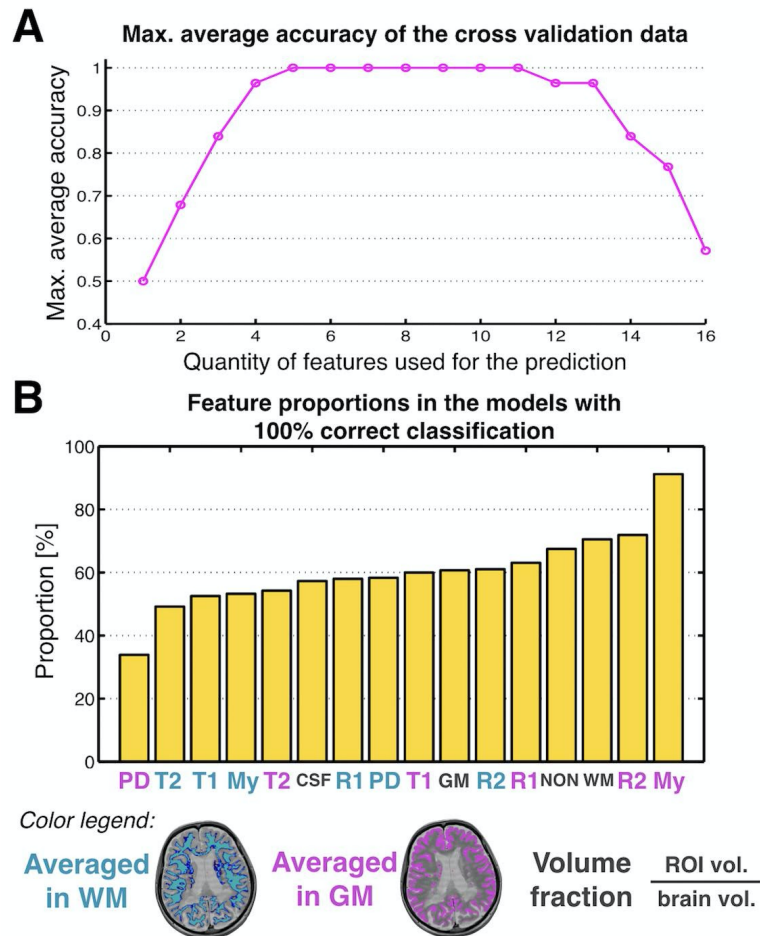 A
Max. average accuracy of the cross validation data
Max. average accuracy
1
0.9
0.8
0.7
0.6
0.5
0.4
0 2 4 6 8 10 12 14 16
Quantity of features used for the prediction
B
Feature proportions in the models with
100% correct classification
Proportion [%]
100
80
60
40
20
0
PD T2 T1 My T2 CSF R1 PD T1 GM R2 R1 NON WM R2 My
Color legend:
Averaged
in WM
Averaged
in GM
Volume
fraction
ROI vol.
brain vol.